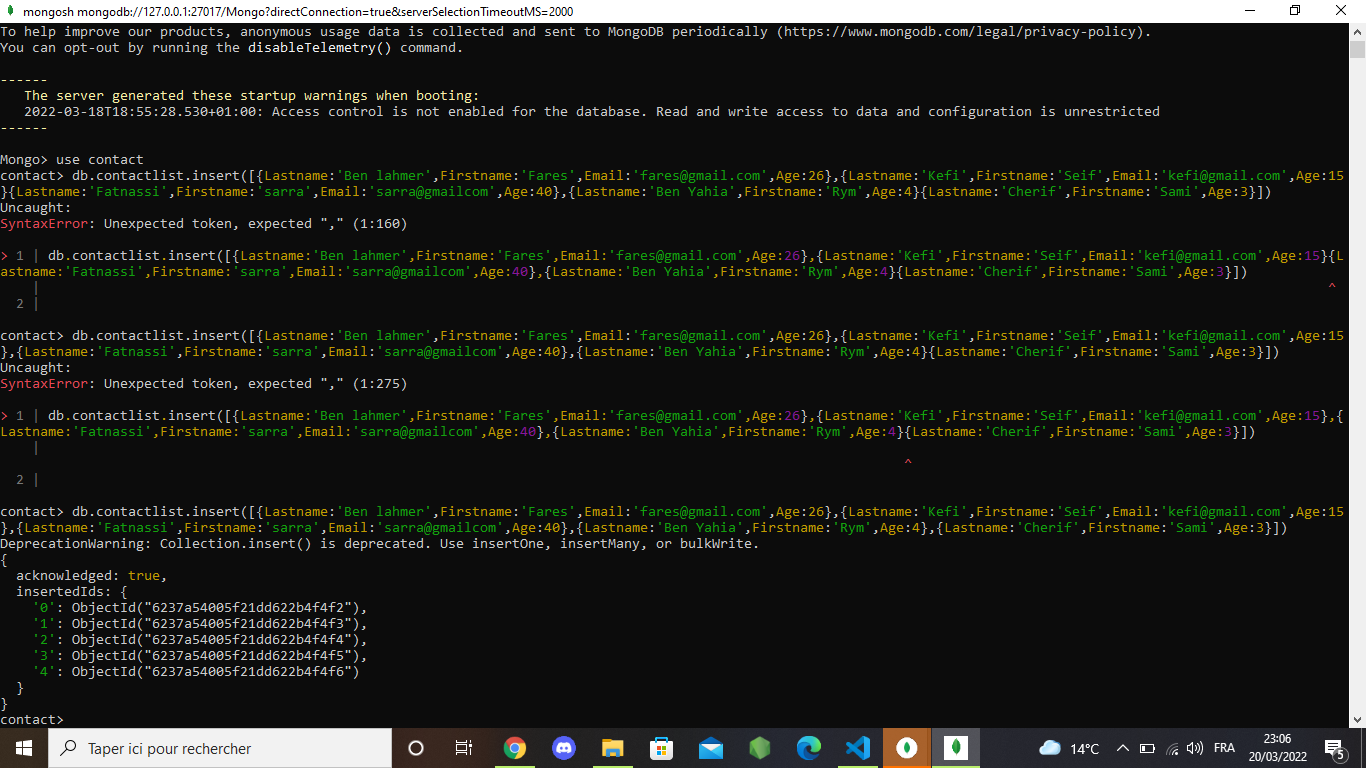 mongosh mongodb://127.0.0.1:27017/Mongo?directConnection=true&serverSelectionTimeoutMS=2000
To help improve our products, anonymous usage data is collected and sent to MongoDB periodically (https://www.mongodb.com/legal/privacy-policy).
You can opt-out by running the disableTelemetry() command.
------
The server generated these startup warnings when booting:
2022-03-18T18:55:28.530+01:00: Access control is not enabled for the database. Read and write access to data and configuration is unrestricted
------
Mongo> use contact
contact> db.contactlist.insert([{Lastname:'Ben lahmer',Firstname:'Fares',Email:'fares@gmail.com',Age:26},{Lastname:'Kefi',Firstname:'Seif',Email:'kefi@gmail.com',Age:15
}{Lastname:'Fatnassi',Firstname:'sarra',Email:'sarra@gmailcom',Age:40},{Lastname:'Ben Yahia',Firstname:'Rym',Age:4}{Lastname:'Cherif',Firstname:'Sami',Age:3}])
Uncaught:
SyntaxError: Unexpected token, expected "," (1:160)
> 1 | db.contactlist.insert([{Lastname:'Ben lahmer',Firstname:'Fares',Email:'fares@gmail.com',Age:26},{Lastname:'Kefi',Firstname:'Seif',Email:'kefi@gmail.com',Age:15}{L
astname:'Fatnassi',Firstname:'sarra',Email:'sarra@gmailcom',Age:40},{Lastname:'Ben Yahia',Firstname:'Rym',Age:4}{Lastname:'Cherif',Firstname:'Sami',Age:3}])
| ^
2 |
contact> db.contactlist.insert([{Lastname:'Ben lahmer',Firstname:'Fares',Email:'fares@gmail.com',Age:26},{Lastname:'Kefi',Firstname:'Seif',Email:'kefi@gmail.com',Age:15
},{Lastname:'Fatnassi',Firstname:'sarra',Email:'sarra@gmailcom',Age:40},{Lastname:'Ben Yahia',Firstname:'Rym',Age:4}{Lastname:'Cherif',Firstname:'Sami',Age:3}])
Uncaught:
SyntaxError: Unexpected token, expected "," (1:275)
> 1 | db.contactlist.insert([{Lastname:'Ben lahmer',Firstname:'Fares',Email:'fares@gmail.com',Age:26},{Lastname:'Kefi',Firstname:'Seif',Email:'kefi@gmail.com',Age:15},{
Lastname:'Fatnassi',Firstname:'sarra',Email:'sarra@gmailcom',Age:40},{Lastname:'Ben Yahia',Firstname:'Rym',Age:4}{Lastname:'Cherif',Firstname:'Sami',Age:3}])
|
^
2 |
contact> db.contactlist.insert([{Lastname:'Ben lahmer',Firstname:'Fares',Email:'fares@gmail.com',Age:26},{Lastname:'Kefi',Firstname:'Seif',Email:'kefi@gmail.com',Age:15
},{Lastname:'Fatnassi',Firstname:'sarra',Email:'sarra@gmailcom',Age:40},{Lastname:'Ben Yahia',Firstname:'Rym',Age:4},{Lastname:'Cherif',Firstname:'Sami',Age:3}])
DeprecationWarning: Collection.insert() is deprecated. Use insertOne, insertMany, or bulkWrite.
{
acknowledged: true,
insertedIds: {
'0': ObjectId("6237a54005f21dd622b4f4f2"),
'1': ObjectId("6237a54005f21dd622b4f4f3"),
'2': ObjectId("6237a54005f21dd622b4f4f4"),
'3': ObjectId("6237a54005f21dd622b4f4f5"),
'4': ObjectId("6237a54005f21dd622b4f4f6")
}
}
contact>
Taper ici pour rechercher
14°C
FRA
23:06
20/03/2022
5